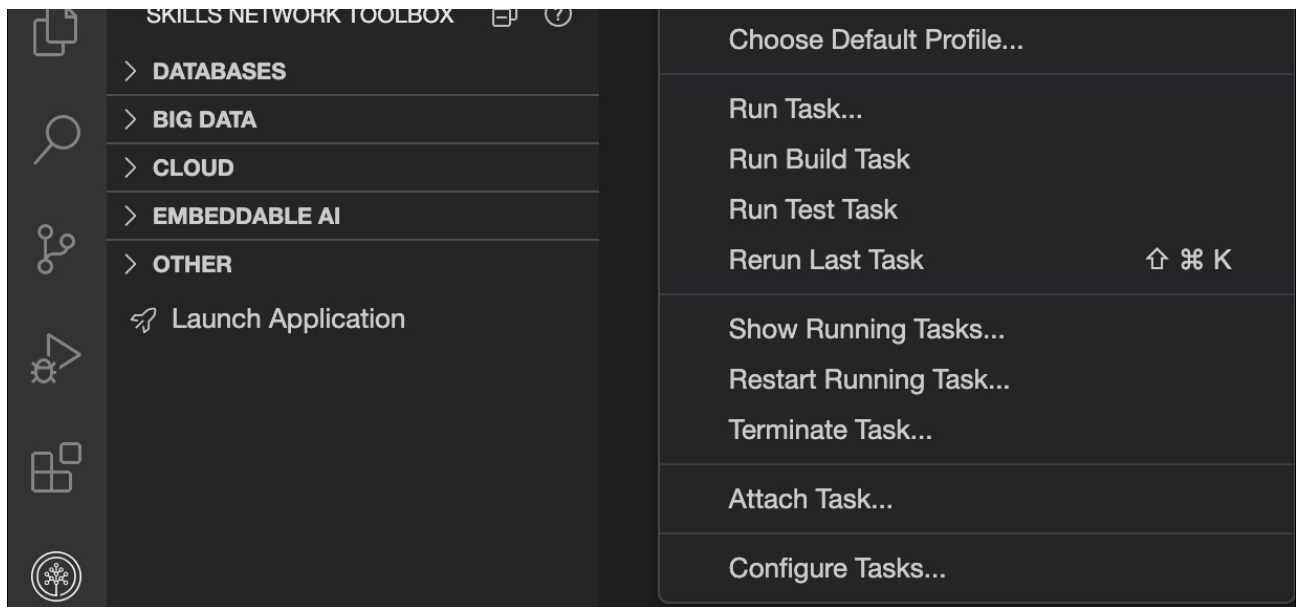 SKILLS NETWORK TOOLBOX
DATABASES
BIG DATA
CLOUD
EMBEDDABLE AI
OTHER
Launch Application
Choose Default Profile...
Run Task...
Run Build Task
Run Test Task
Rerun Last Task ⇧ ⌘ K
Show Running Tasks...
Restart Running Task...
Terminate Task...
Attach Task...
Configure Tasks...